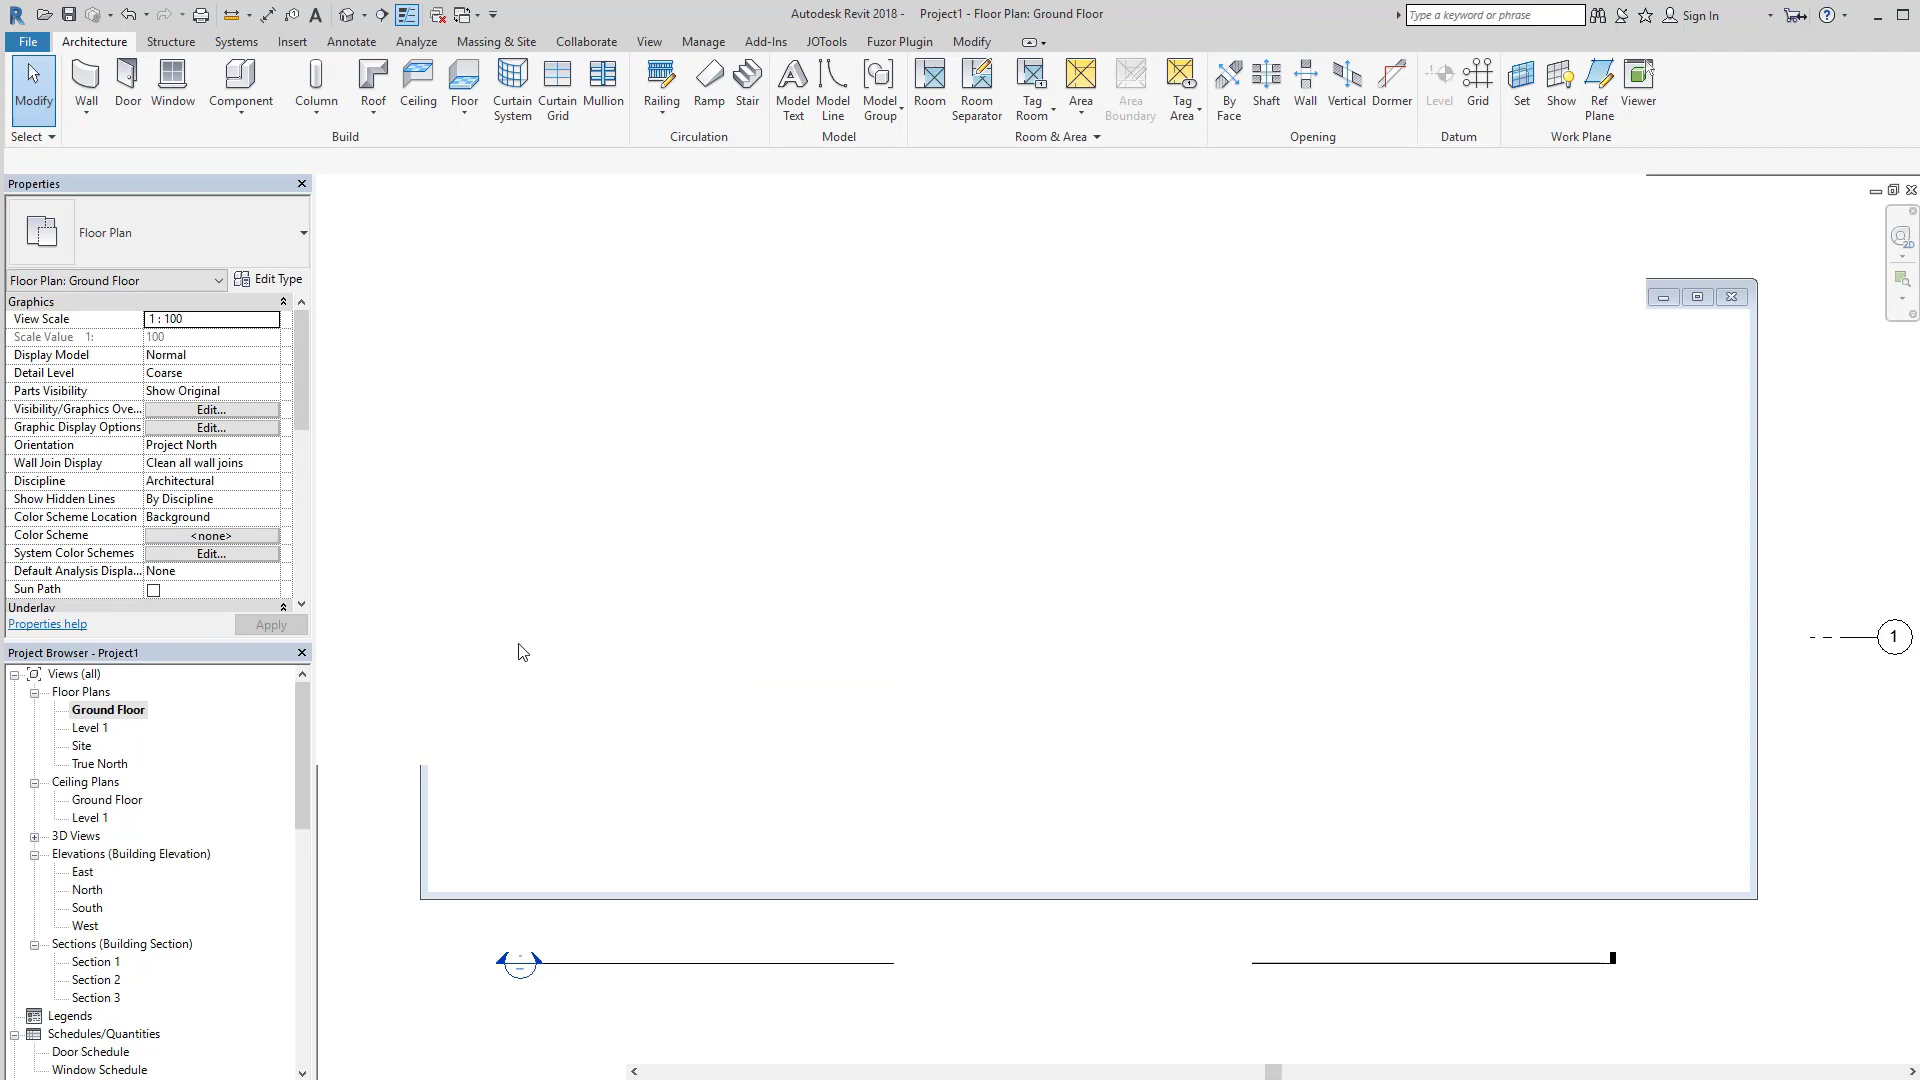 Autodesk Revit 2018 - Project1 - Floor Plan: Ground Floor
Type a keyword or phrase
Sign In
File Architecture Structure Systems Insert Annotate Analyze Massing & Site Collaborate View Manage Add-Ins JOTools Fuzor Plugin Modify
Modify Wall Door Window Component Column Roof Ceiling Floor Curtain System Curtain Grid Mullion Railing Ramp Stair Model Text Model Line Model Group Room Room Separator Tag Room Area Area Boundary Tag Area By Face Shaft Wall Vertical Dormer Level Grid Set Show Ref Plane Viewer
Select Build Circulation Model Room & Area Opening Datum Work Plane
Properties
2D
Floor Plan
Floor Plan: Ground Floor Edit Type
Graphics
View Scale 1 : 100
Scale Value 1: 100
Display Model Normal
Detail Level Coarse
Parts Visibility Show Original
Visibility/Graphics Ove... Edit...
Graphic Display Options Edit...
Orientation Project North
Wall Join Display Clean all wall joins
Discipline Architectural
Show Hidden Lines By Discipline
Color Scheme Location Background
Color Scheme <none>
System Color Schemes Edit...
Default Analysis Displa... None
Sun Path
Underlay
Properties help Apply
1
Project Browser - Project1
Views (all)
Floor Plans
Ground Floor
Level 1
Site
True North
Ceiling Plans
Ground Floor
Level 1
3D Views
Elevations (Building Elevation)
East
North
South
West
Sections (Building Section)
Section 1
Section 2
Section 3
Legends
Schedules/Quantities
Door Schedule
Window Schedule